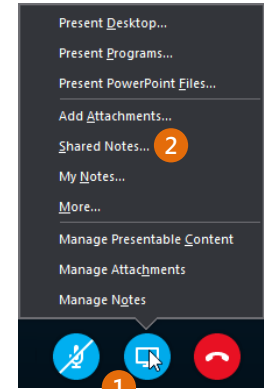 Present Desktop...
Present Programs...
Present PowerPoint Files...
Add Attachments...
Shared Notes... 2
My Notes...
More...
Manage Presentable Content
Manage Attachments
Manage Notes
1